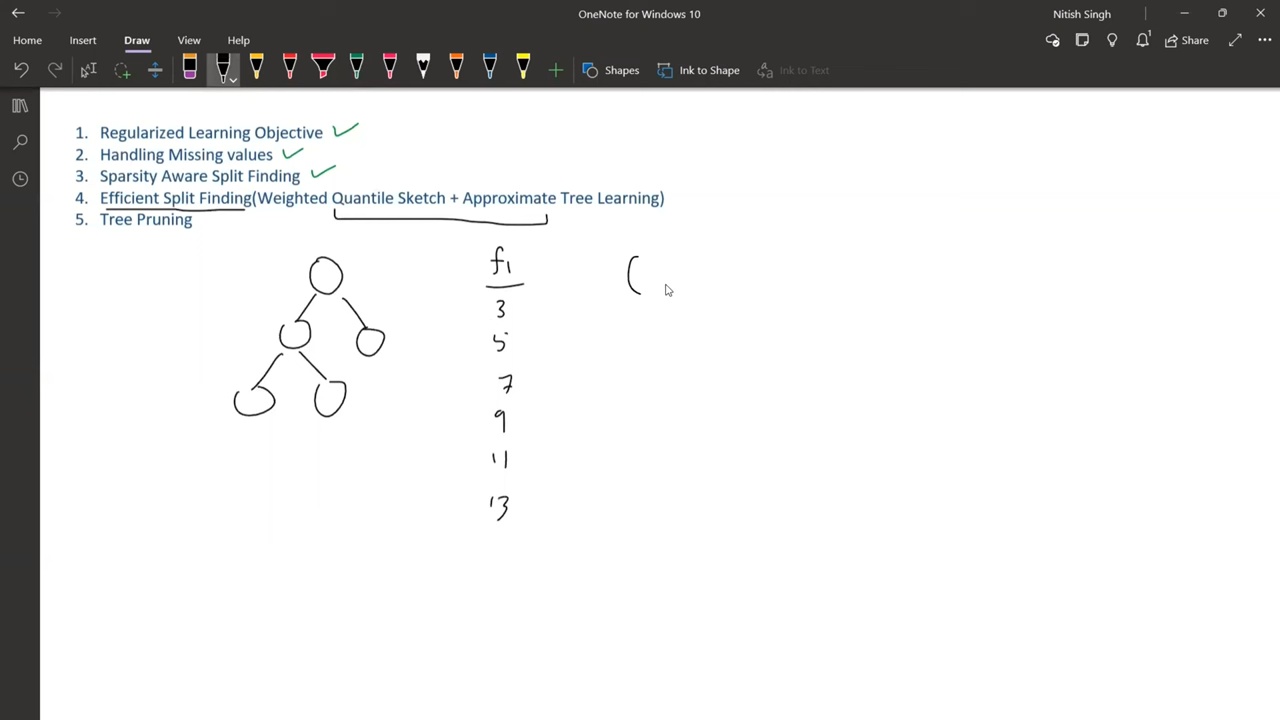 OneNote for Windows 10
Nitish Singh
Home Insert Draw View Help
Share
Shapes Ink to Shape Ink to Text
1. Regularized Learning Objective
2. Handling Missing values
3. Sparsity Aware Split Finding
4. Efficient Split Finding(Weighted Quantile Sketch + Approximate Tree Learning)
5. Tree Pruning
f1
3
5
7
9
11
13
(